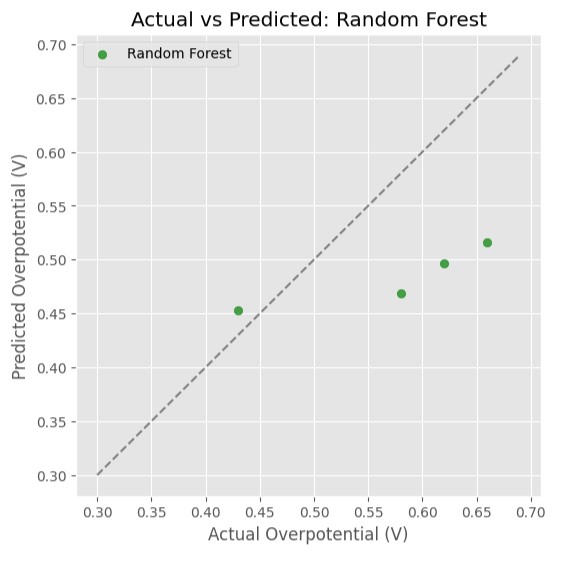 Actual vs Predicted: Random Forest
Random Forest
Predicted Overpotential (V)
0.70
0.65
0.60
0.55
0.50
0.45
0.40
0.35
0.30
0.30 0.35 0.40 0.45 0.50 0.55 0.60 0.65 0.70
Actual Overpotential (V)